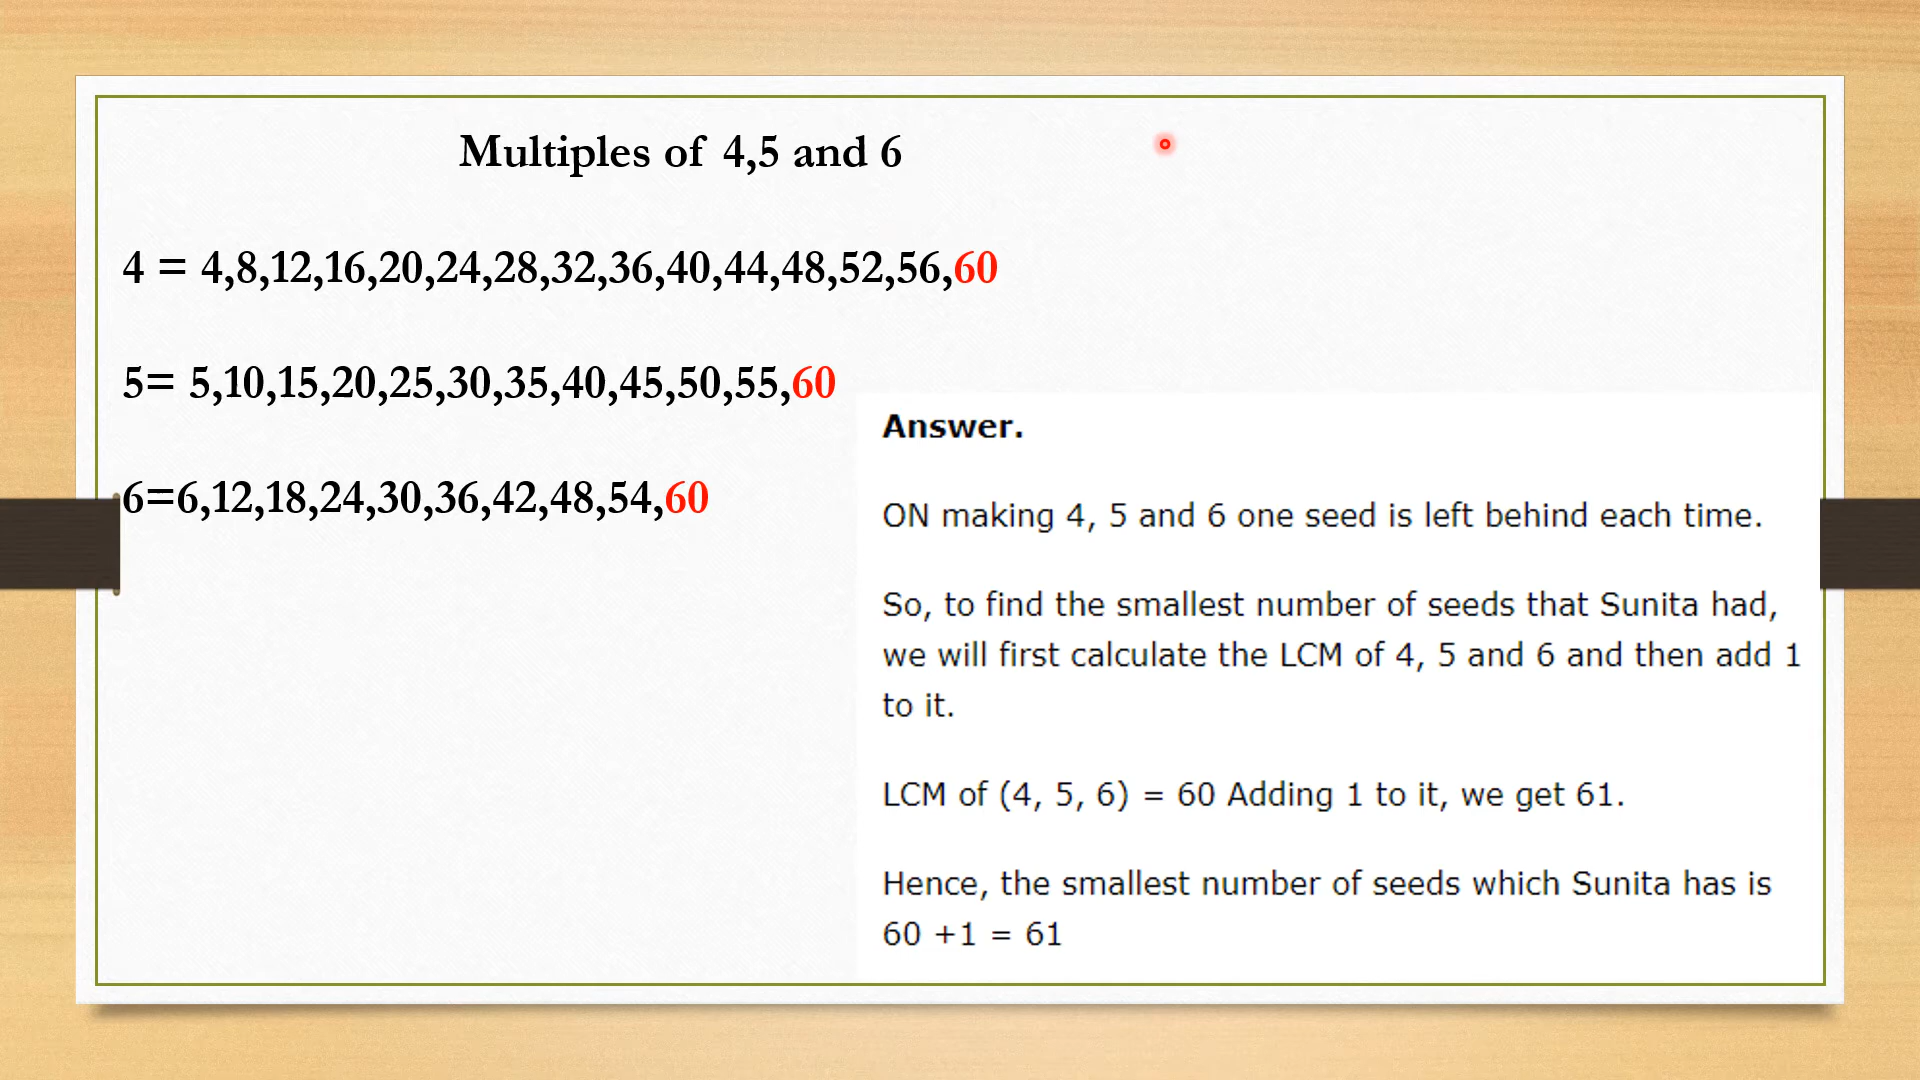 Multiples of 4,5 and 6
4 = 4,8,12,16,20,24,28,32,36,40,44,48,52,56,60
5= 5,10,15,20,25,30,35,40,45,50,55,60
6=6,12,18,24,30,36,42,48,54,60
Answer.
ON making 4, 5 and 6 one seed is left behind each time.
So, to find the smallest number of seeds that Sunita had,
we will first calculate the LCM of 4, 5 and 6 and then add 1
to it.
LCM of (4, 5, 6) = 60 Adding 1 to it, we get 61.
Hence, the smallest number of seeds which Sunita has is
60 +1 = 61